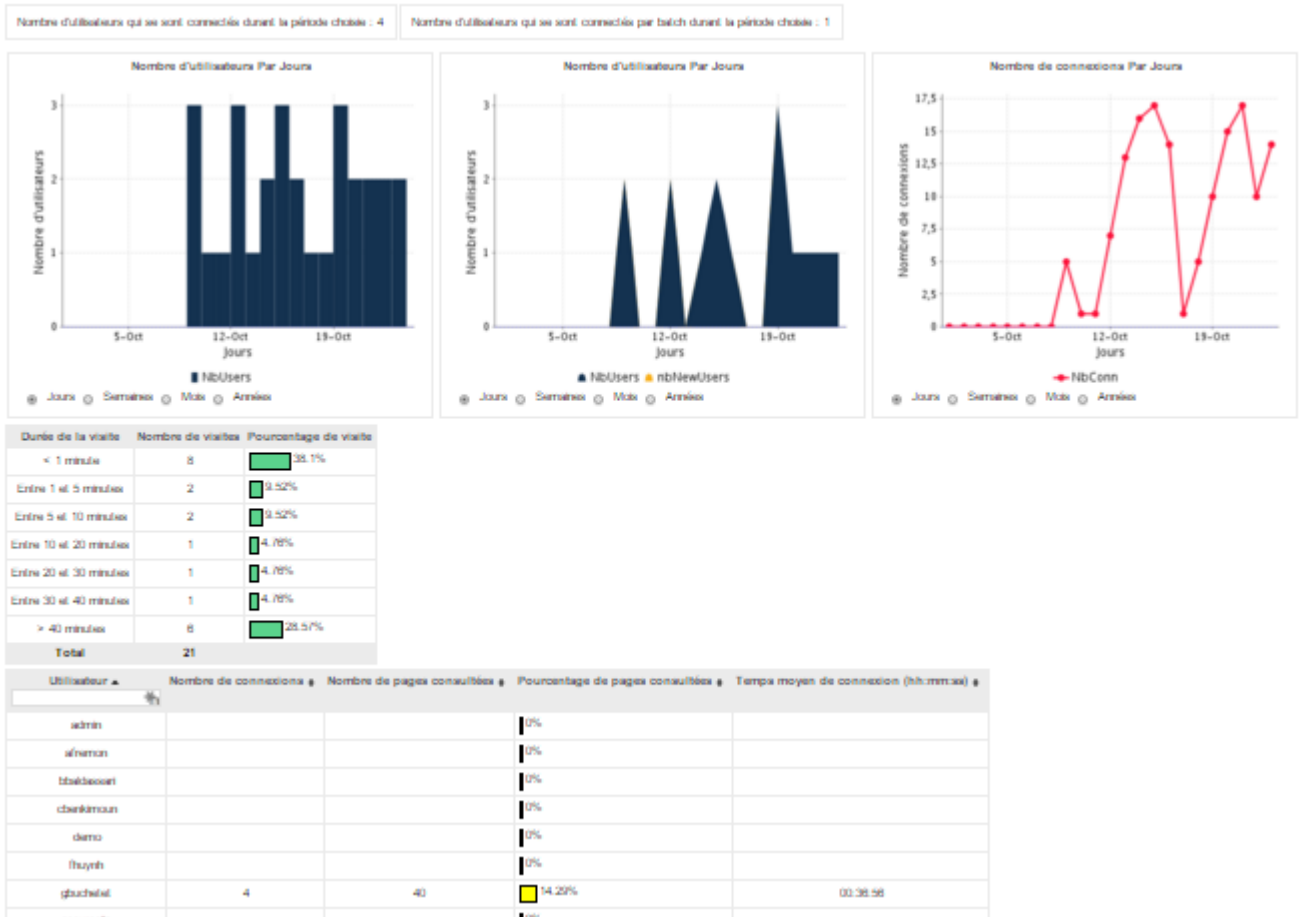 Nombre d'utilisateurs qui se sont connectés durant la période choisie : 4
Nombre d'utilisateurs qui se sont connectés par batch durant la période choisie : 1
Nombre d'utilisateurs Par Jours
3
2
1
0
Nombre d'utilisateurs
5-Oct 12-Oct 19-Oct
Jours
NbUsers
Jours Semaines Mois Années
Nombre d'utilisateurs Par Jours
3
2
1
0
Nombre d'utilisateurs
5-Oct 12-Oct 19-Oct
Jours
NbUsers nbNewUsers
Jours Semaines Mois Années
Nombre de connexions Par Jours
17,5
15
12,5
10
7,5
5
2,5
0
Nombre de connexions
5-Oct 12-Oct 19-Oct
Jours
NbConn
Jours Semaines Mois Années
Durée de la visite Nombre de visites Pourcentage de visite
< 1 minute 8 38.1%
Entre 1 et 5 minutes 2 9.52%
Entre 5 et 10 minutes 2 9.52%
Entre 10 et 20 minutes 1 4.76%
Entre 20 et 30 minutes 1 4.76%
Entre 30 et 40 minutes 1 4.76%
> 40 minutes 6 28.57%
Total 21
Utilisateur Nombre de connexions Nombre de pages consultées Pourcentage de pages consultées Temps moyen de connexion (hh:mm:ss)
admin 0%
0%
0%
cbenkimoun 0%
demo 0%
fhuynh 0%
4 40 14.29% 00:36:56
0%